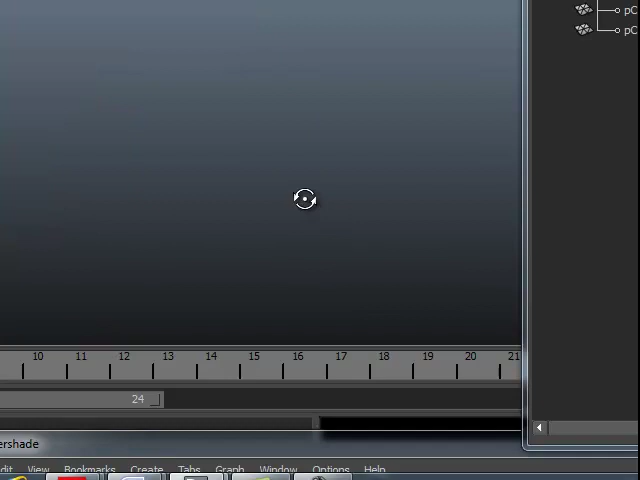 pC
pC
10 11 12 13 14 15 16 17 18 19 20 21
24
ershade
dit View Bookmarks Create Tabs Graph Window Options Help